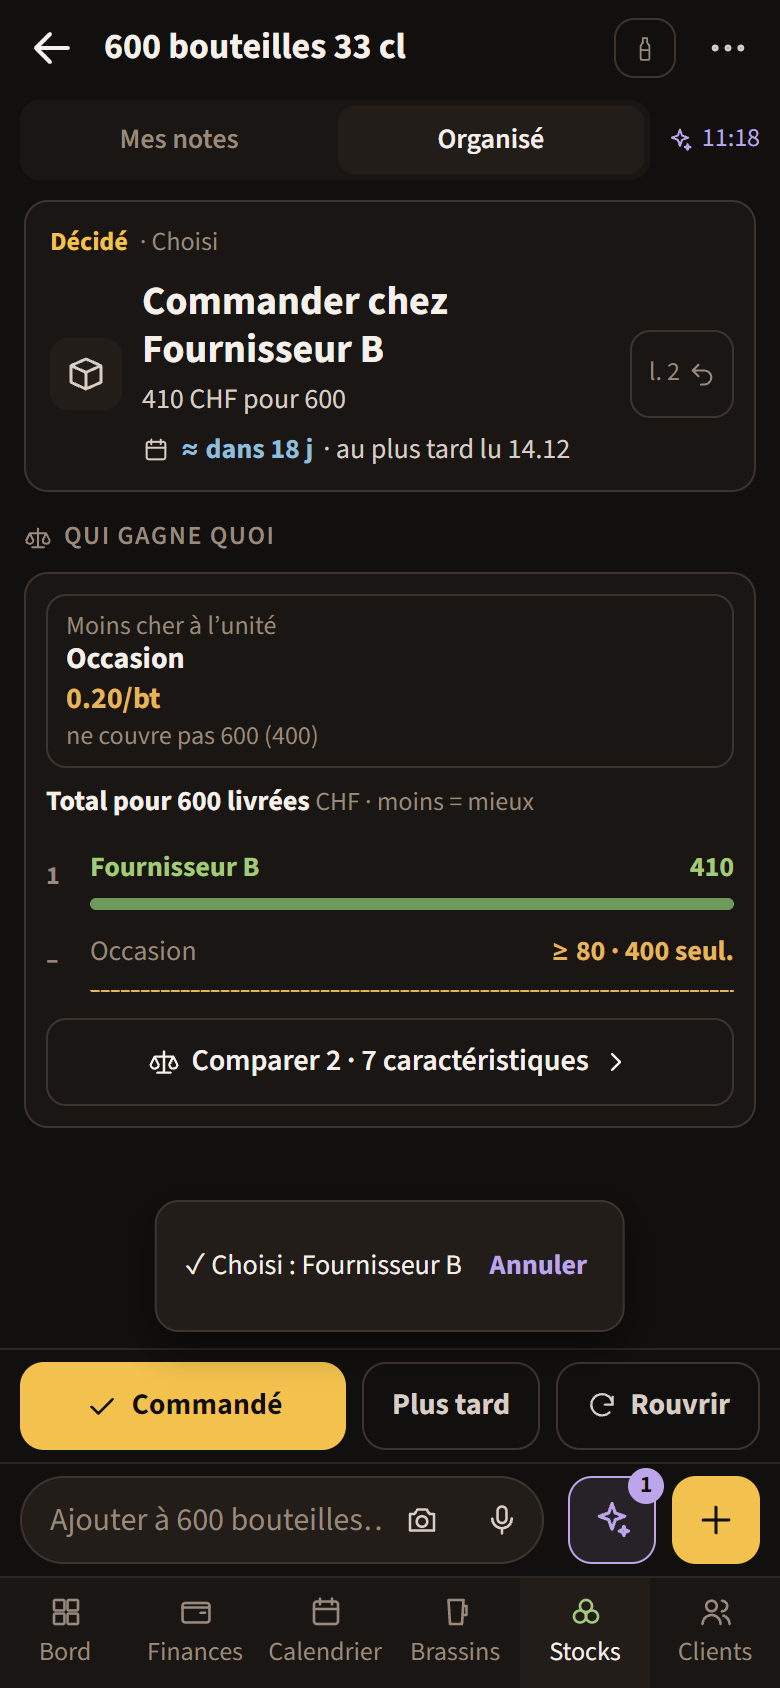 600 bouteilles 33 cl
Mes notes
Organisé
11:18
Décidé · Choisi
Commander chez
Fournisseur B
410 CHF pour 600
≈ dans 18 j · au plus tard lu 14.12
l. 2
QUI GAGNE QUOI
Moins cher à l’unité
Occasion
0.20/bt
ne couvre pas 600 (400)
Total pour 600 livrées CHF · moins = mieux
1 Fournisseur B 410
– Occasion ≥ 80 · 400 seul.
Comparer 2 · 7 caractéristiques
✓ Choisi : Fournisseur B Annuler
Commandé
Plus tard
Rouvrir
Ajouter à 600 bouteilles…
1
Bord
Finances
Calendrier
Brassins
Stocks
Clients